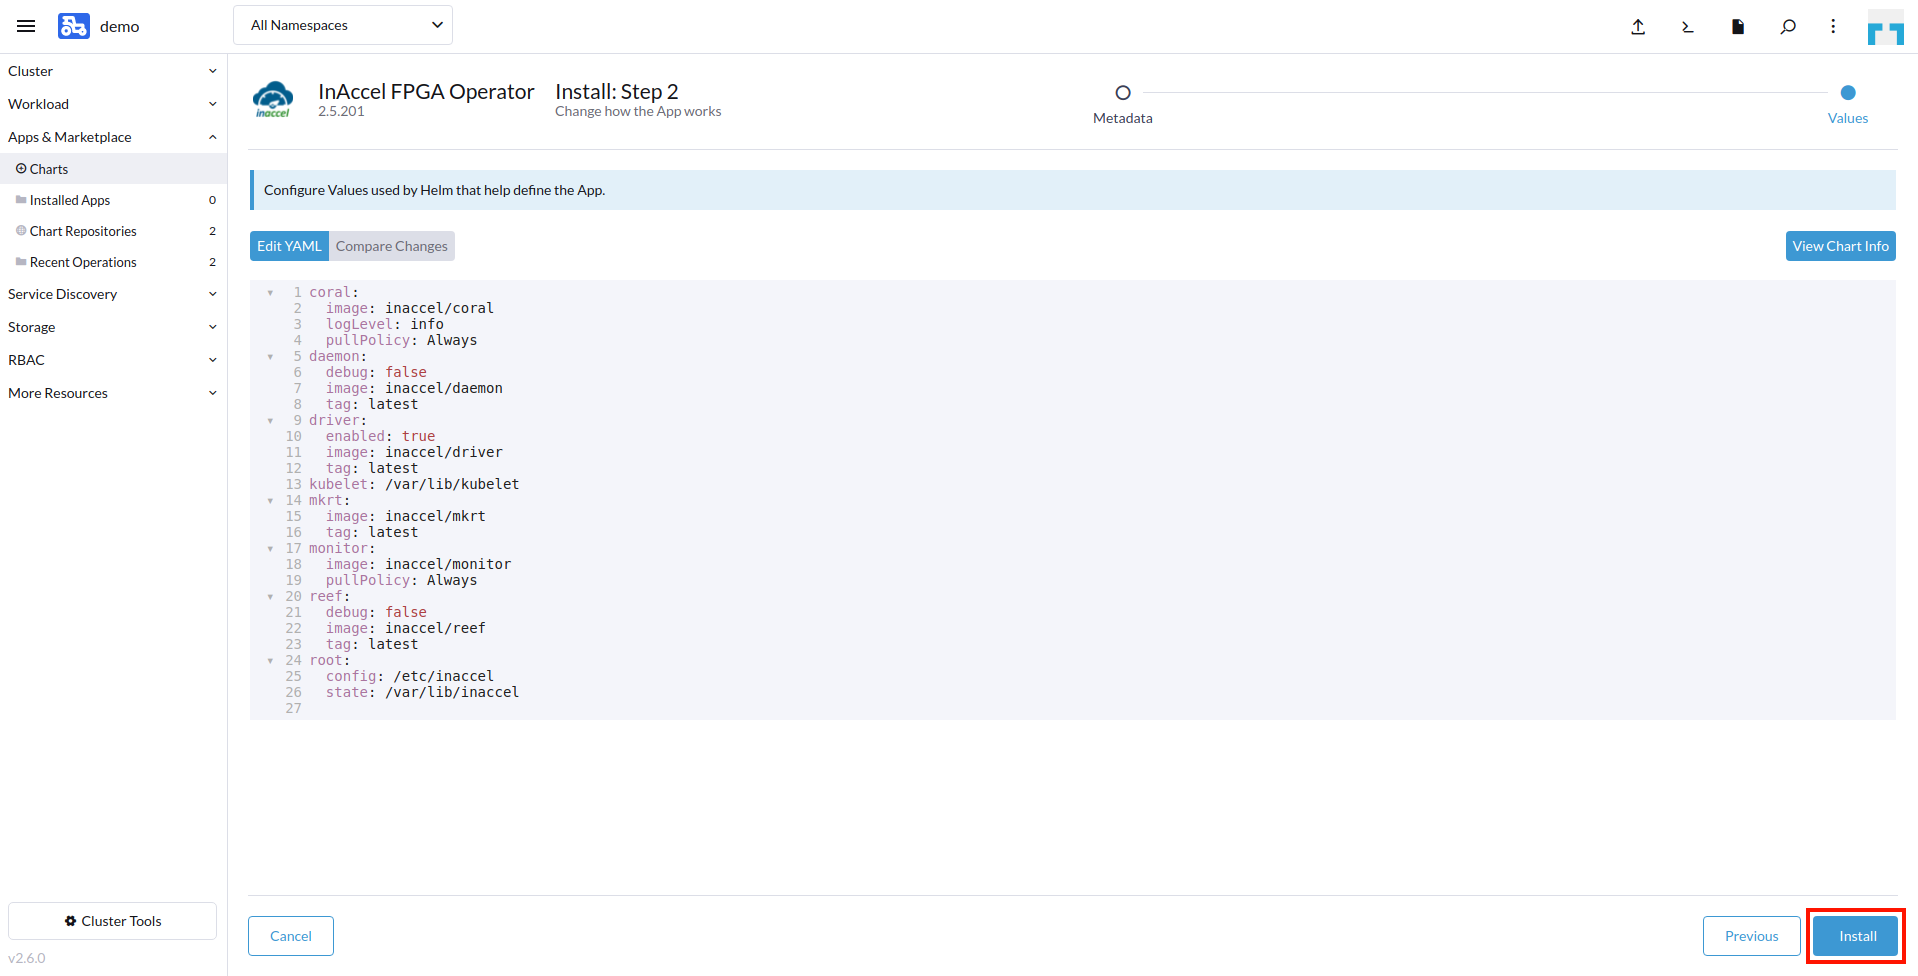 demo
All Namespaces
Cluster
Workload
Apps & Marketplace
Charts
Installed Apps 0
Chart Repositories 2
Recent Operations 2
Service Discovery
Storage
RBAC
More Resources
Cluster Tools
v2.6.0
inaccel
InAccel FPGA Operator
2.5.201
Install: Step 2
Change how the App works
Metadata
Values
Configure Values used by Helm that help define the App.
Edit YAML
Compare Changes
View Chart Info
1 coral:
2   image: inaccel/coral
3   logLevel: info
4   pullPolicy: Always
5 daemon:
6   debug: false
7   image: inaccel/daemon
8   tag: latest
9 driver:
10   enabled: true
11   image: inaccel/driver
12   tag: latest
13 kubelet: /var/lib/kubelet
14 mkrt:
15   image: inaccel/mkrt
16   tag: latest
17 monitor:
18   image: inaccel/monitor
19   pullPolicy: Always
20 reef:
21   debug: false
22   image: inaccel/reef
23   tag: latest
24 root:
25   config: /etc/inaccel
26   state: /var/lib/inaccel
27
Cancel
Previous
Install